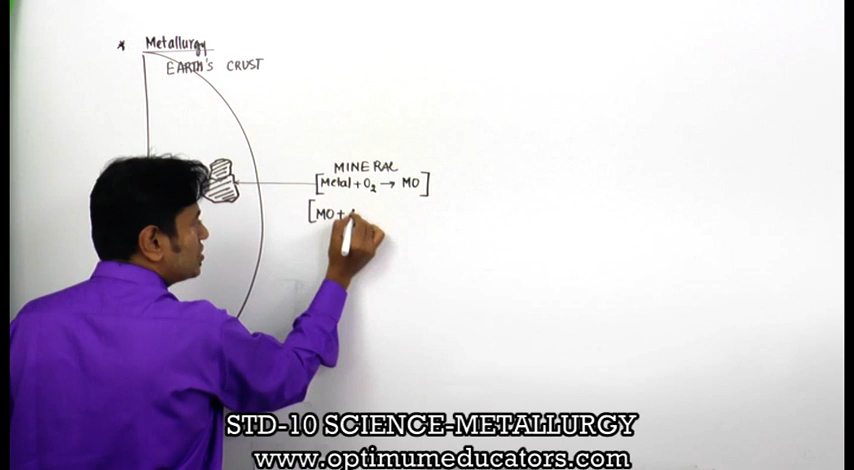 * Metallurgy
EARTH'S CRUST
MINERAL
[Metal + O₂ → MO]
[MO +
STD-10 SCIENCE-METALLURGY
www.optimumeducators.com